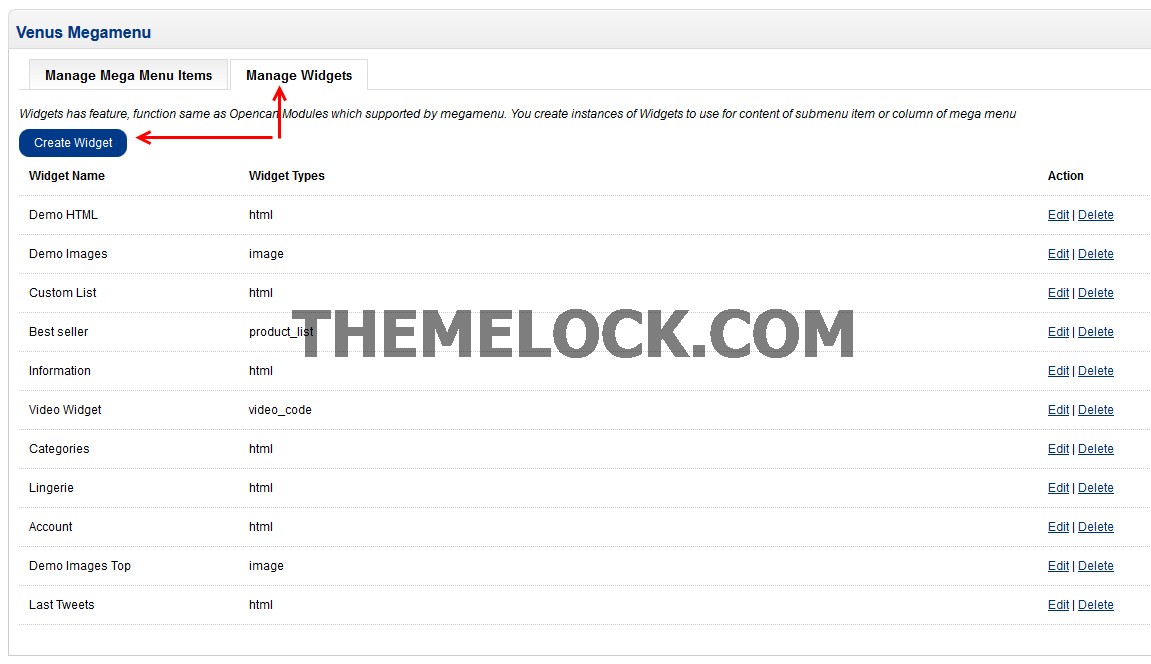 Venus Megamenu
Manage Mega Menu Items Manage Widgets
Widgets has feature, function same as Opencart Modules which supported by megamenu. You create instances of Widgets to use for content of submenu item or column of mega menu
Create Widget
Widget Name Widget Types Action
Demo HTML html Edit | Delete
Demo Images image Edit | Delete
Custom List html Edit | Delete
Best seller product_list Edit | Delete
THEMELOCK.COM
Information html Edit | Delete
Video Widget video_code Edit | Delete
Categories html Edit | Delete
Lingerie html Edit | Delete
Account html Edit | Delete
Demo Images Top image Edit | Delete
Last Tweets html Edit | Delete